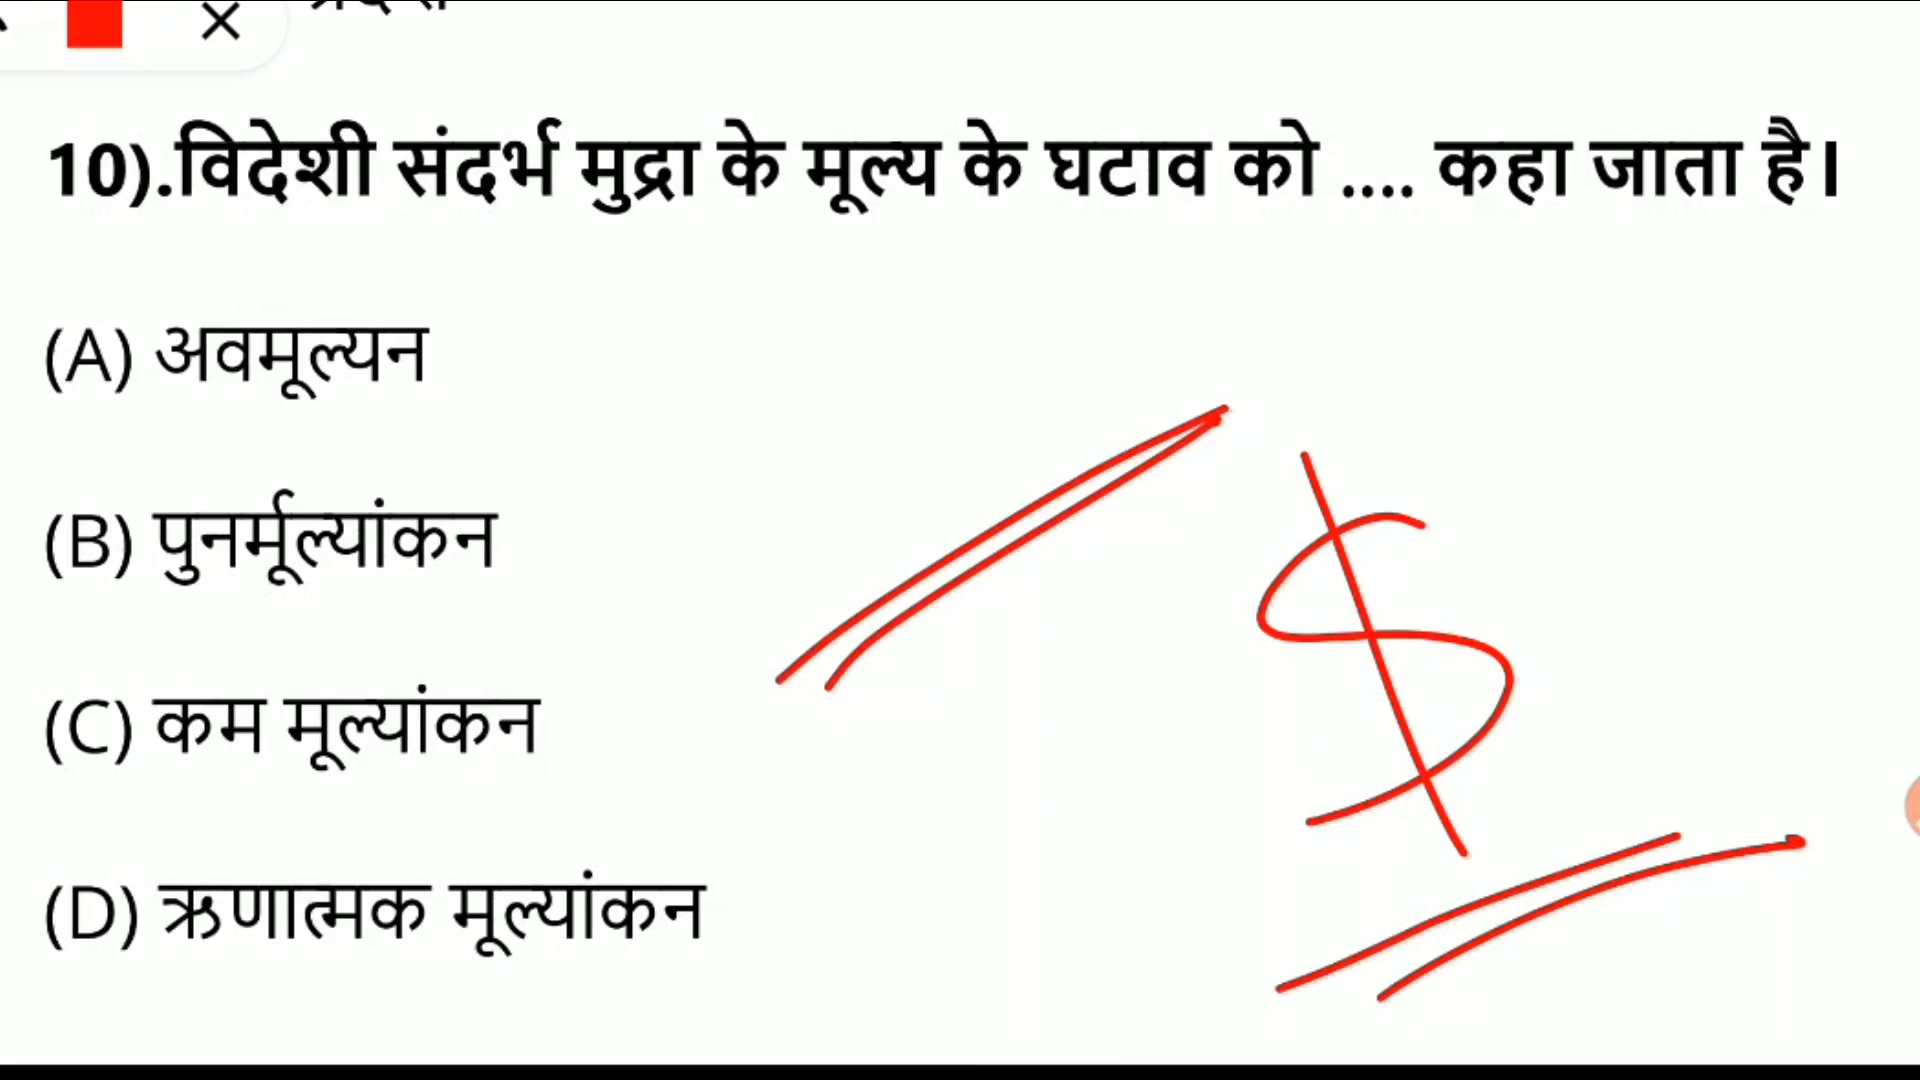 10).विदेशी संदर्भ मुद्रा के मूल्य के घटाव को .... कहा जाता है।
(A) अवमूल्यन
(B) पुनर्मूल्यांकन
(C) कम मूल्यांकन
$
(D) ऋणात्मक मूल्यांकन